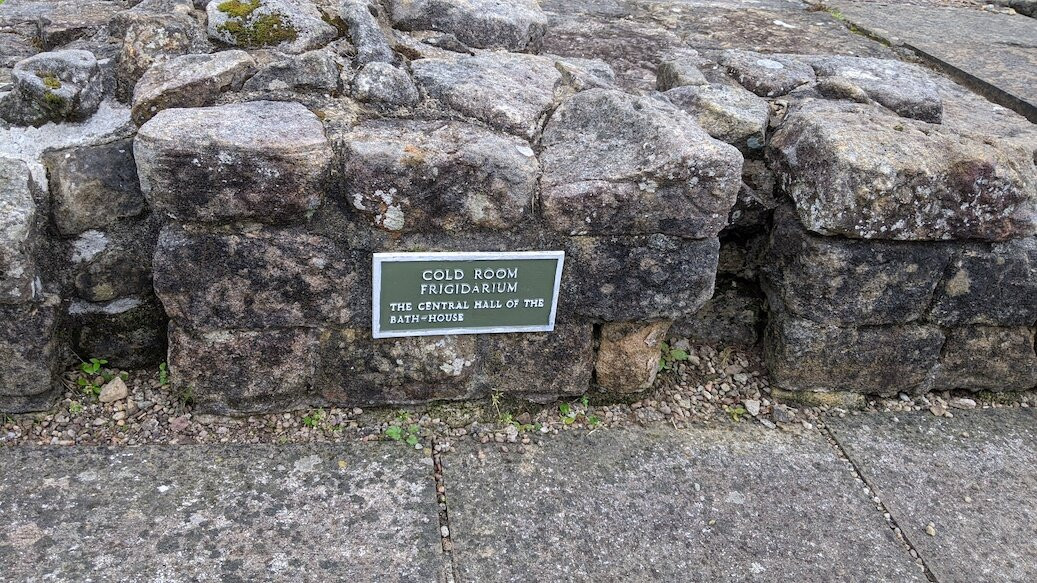 COLD ROOM
FRIGIDARIUM
THE CENTRAL HALL OF THE
BATH-HOUSE